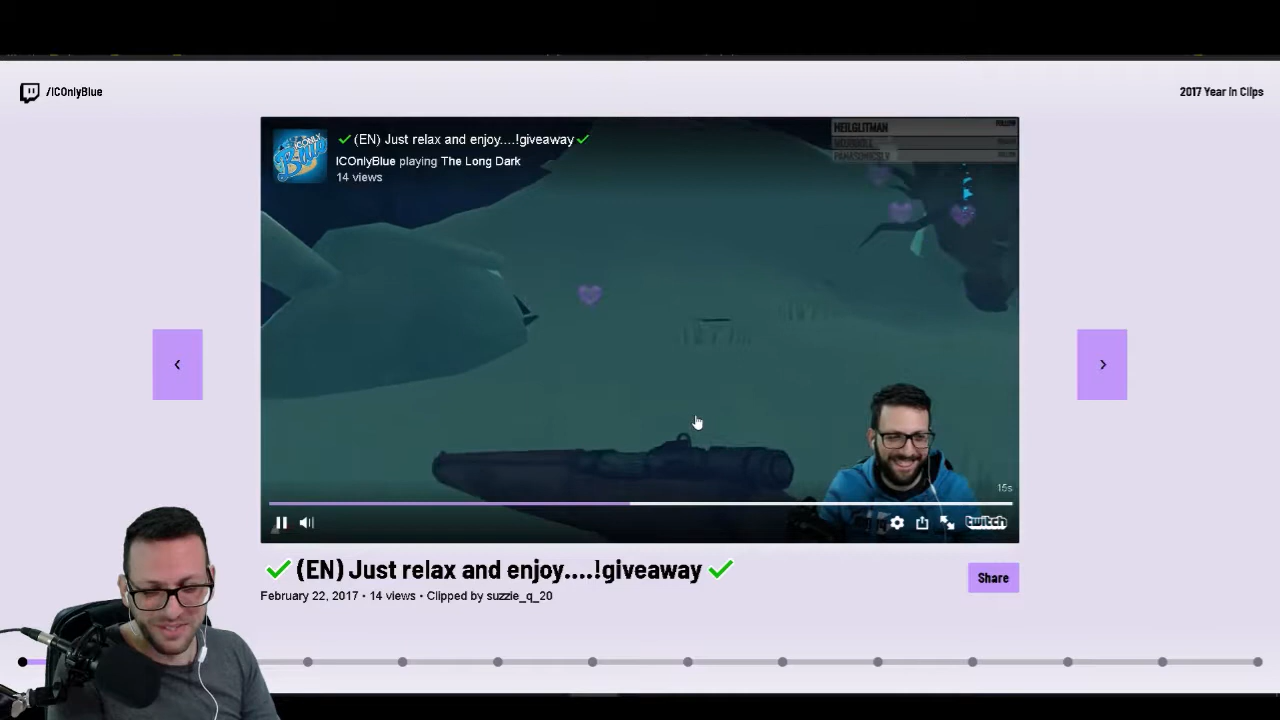 /ICOnlyBlue
2017 Year in Clips
(EN) Just relax and enjoy....!giveaway
ICOnlyBlue playing The Long Dark
14 views
HEILGLITMAN
15s
twitch
(EN) Just relax and enjoy....!giveaway
Share
February 22, 2017 • 14 views • Clipped by suzzie_q_20